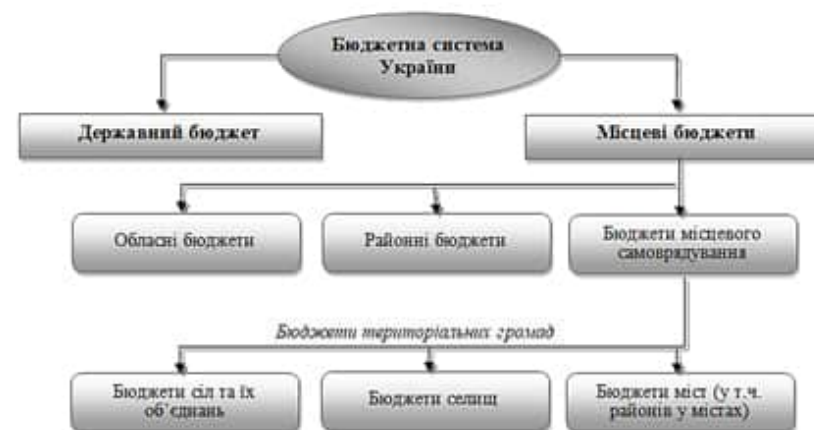 Бюджетна система
України
Державний бюджет
Місцеві бюджети
Обласні бюджети
Районні бюджети
Бюджети місцевого
самоврядування
Бюджети територіальних громад
Бюджети сіл та їх
об’єднань
Бюджети селищ
Бюджети міст (у т.ч.
районів у містах)